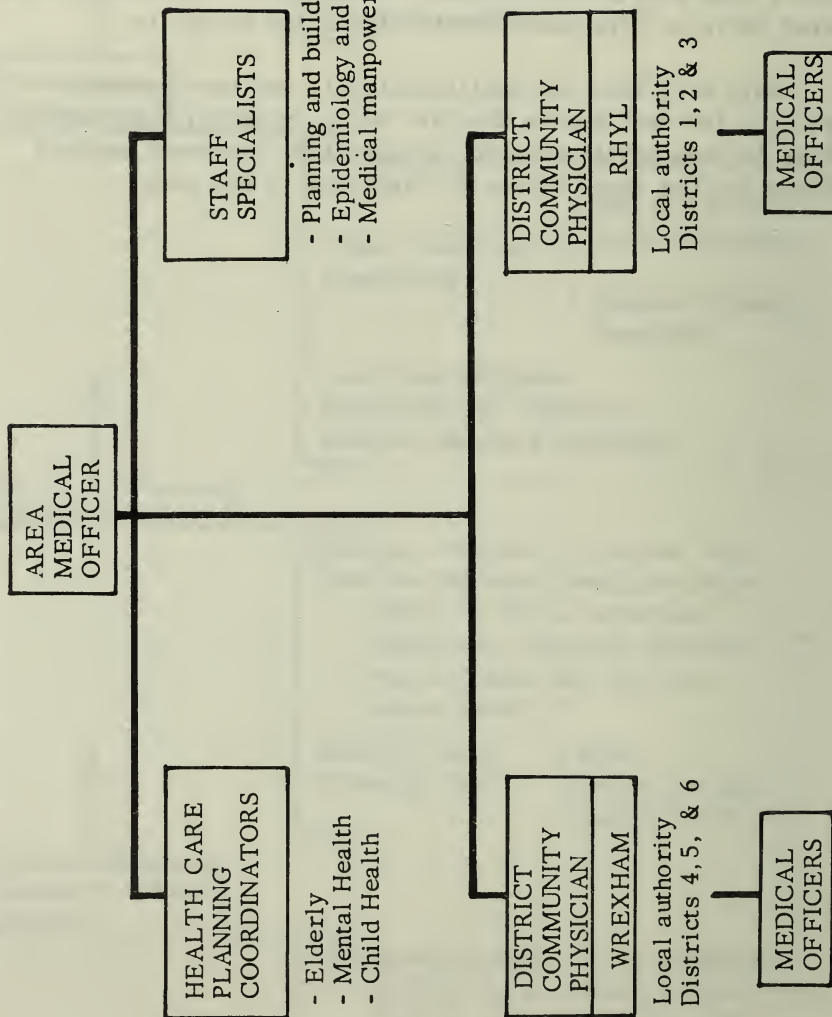 AREA
MEDICAL
OFFICER
HEALTH CARE
PLANNING
COORDINATORS
- Elderly
- Mental Health
- Child Health
STAFF
SPECIALISTS
- Planning and build
- Epidemiology and
- Medical manpower
DISTRICT
COMMUNITY
PHYSICIAN
WREXHAM
Local authority
Districts 4,5, & 6
MEDICAL
OFFICERS
DISTRICT
COMMUNITY
PHYSICIAN
RHYL
Local authority
Districts 1, 2 & 3
MEDICAL
OFFICERS